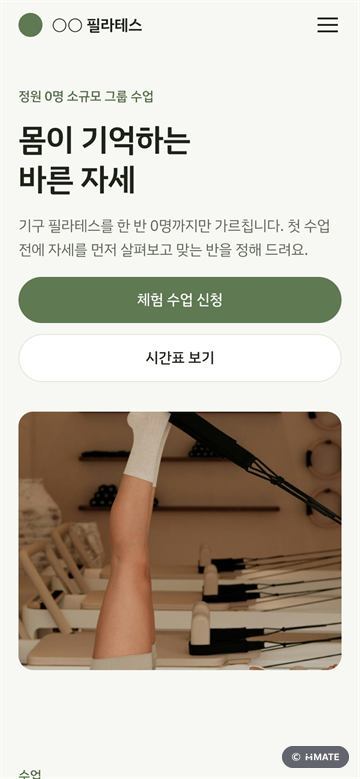 ○○ 필라테스
정원 0명 소규모 그룹 수업
몸이 기억하는
바른 자세
기구 필라테스를 한 반 0명까지만 가르칩니다. 첫 수업
전에 자세를 먼저 살펴보고 맞는 반을 정해 드려요.
체험 수업 신청
시간표 보기
수업
© HMATE